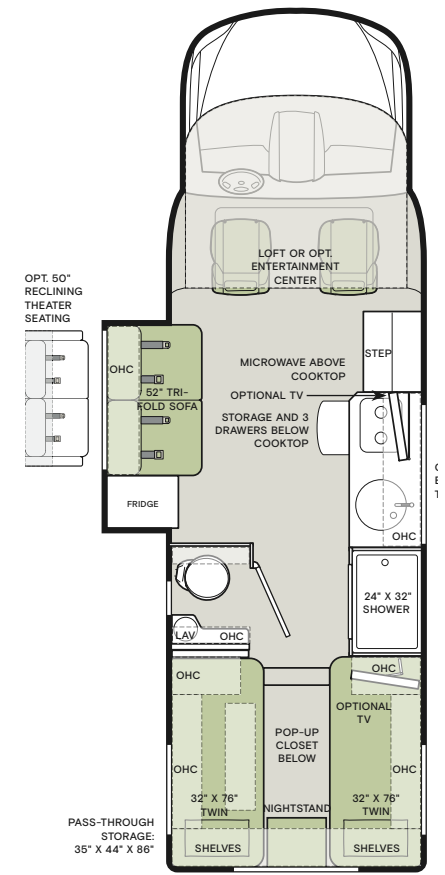 LOFT OR OPT.
ENTERTAINMENT
CENTER
OPT. 50"
RECLINING
THEATER
SEATING
OHC
52" TRI-
FOLD SOFA
STEP
MICROWAVE ABOVE
COOKTOP
OPTIONAL TV
STORAGE AND 3
DRAWERS BELOW
COOKTOP
FRIDGE
OHC
24" X 32"
SHOWER
LAV
OHC
OHC
OHC
OPTIONAL
TV
POP-UP
CLOSET
BELOW
OHC
OHC
32" X 76"
TWIN
NIGHTSTAND
32" X 76"
TWIN
PASS-THROUGH
STORAGE:
35" X 44" X 86"
SHELVES
SHELVES